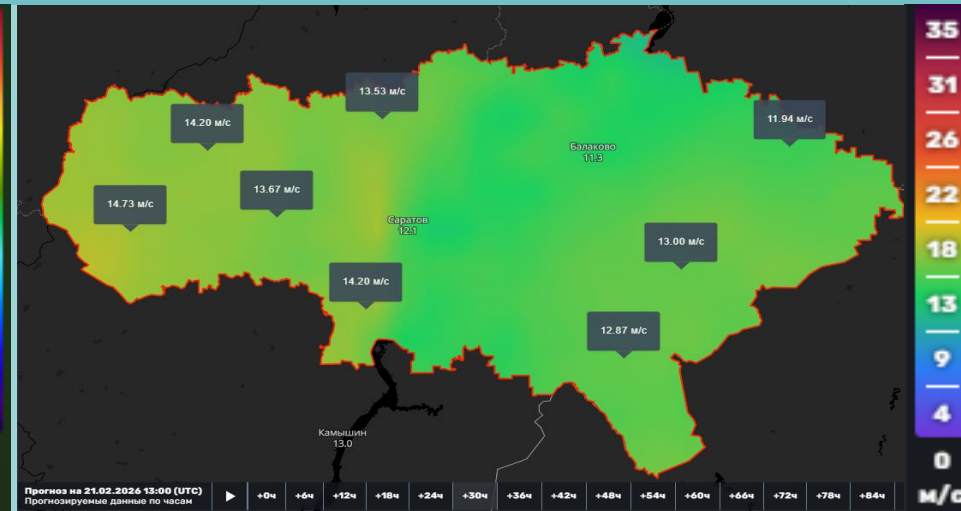 35
31
26
22
18
13
9
4
0
м/с
13.53 м/с
14.20 м/с
11.94 м/с
Балаково
11.3
13.67 м/с
14.73 м/с
Саратов
12.1
13.00 м/с
14.20 м/с
12.87 м/с
Камышин
13.0
Прогноз на 21.02.2026 13:00 (UTC)
Прогнозируемые данные по часам
+0ч +6ч +12ч +18ч +24ч +30ч +36ч +42ч +48ч +54ч +60ч +66ч +72ч +78ч +84ч